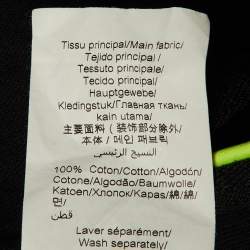 Tissu principal/Main fabric/
Tejido principal/
Tessuto principale/
Tecido principal/
Hauptgewebe/
Kledingstuk/Главная ткань/
kain utama/
主要面料 (装饰部分除外/
本体 / 메인 패브릭
النسيج الرئيسي
100% Coton/Cotton/Algodón/
Cotone/Algodão/Baumwolle/
Katoen/Хлопок/Kapas/綿/綿/
면/
قطن
Laver séparément/
Wash separately/